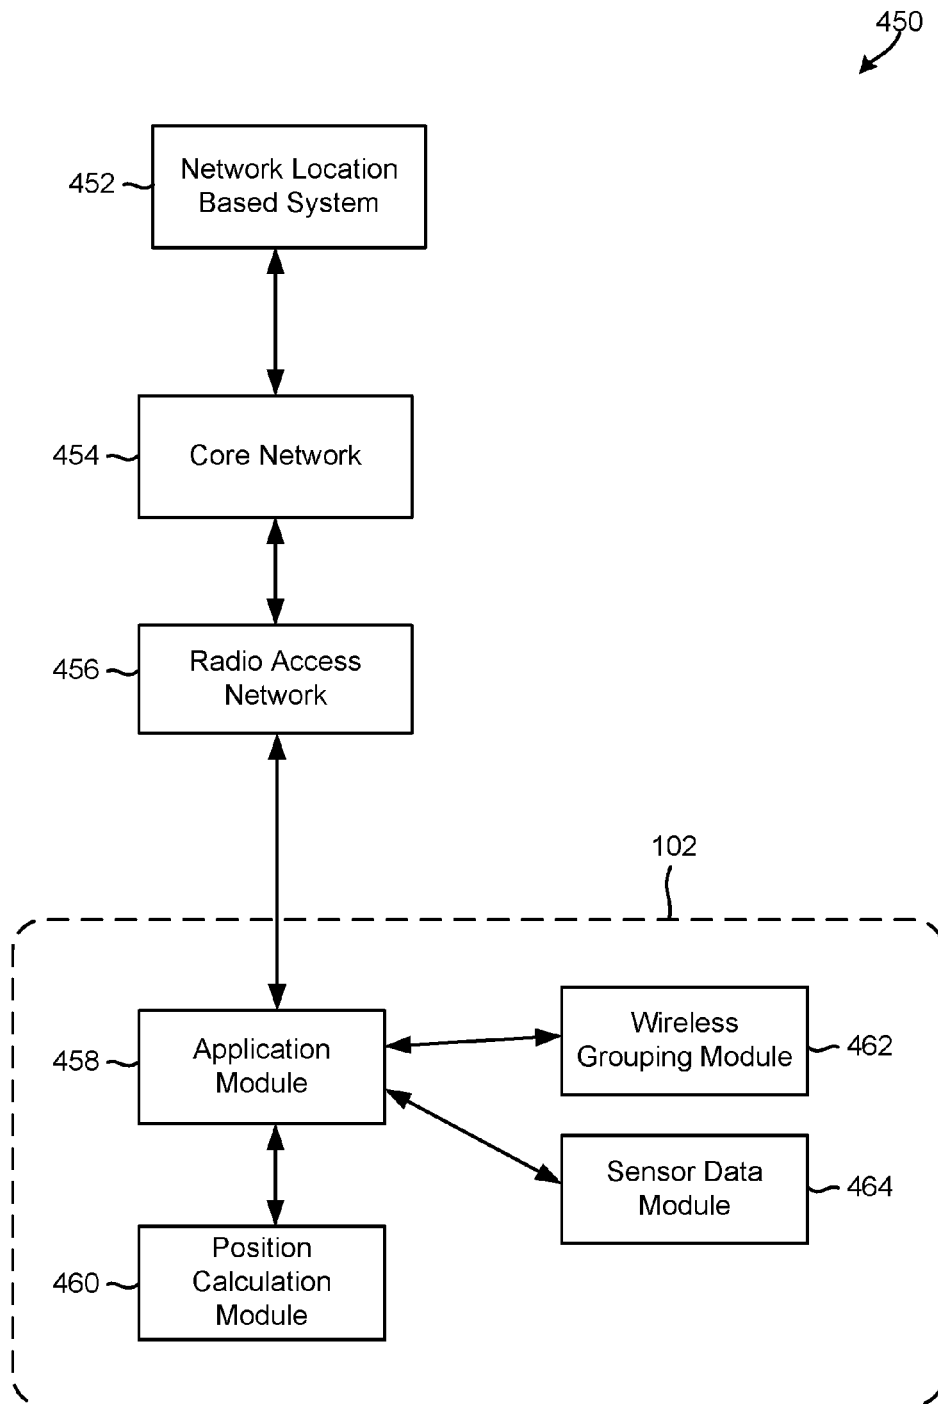 450
452
Network Location
Based System
454
Core Network
456
Radio Access
Network
102
458
Application
Module
Wireless
Grouping Module
462
Sensor Data
Module
464
460
Position
Calculation
Module